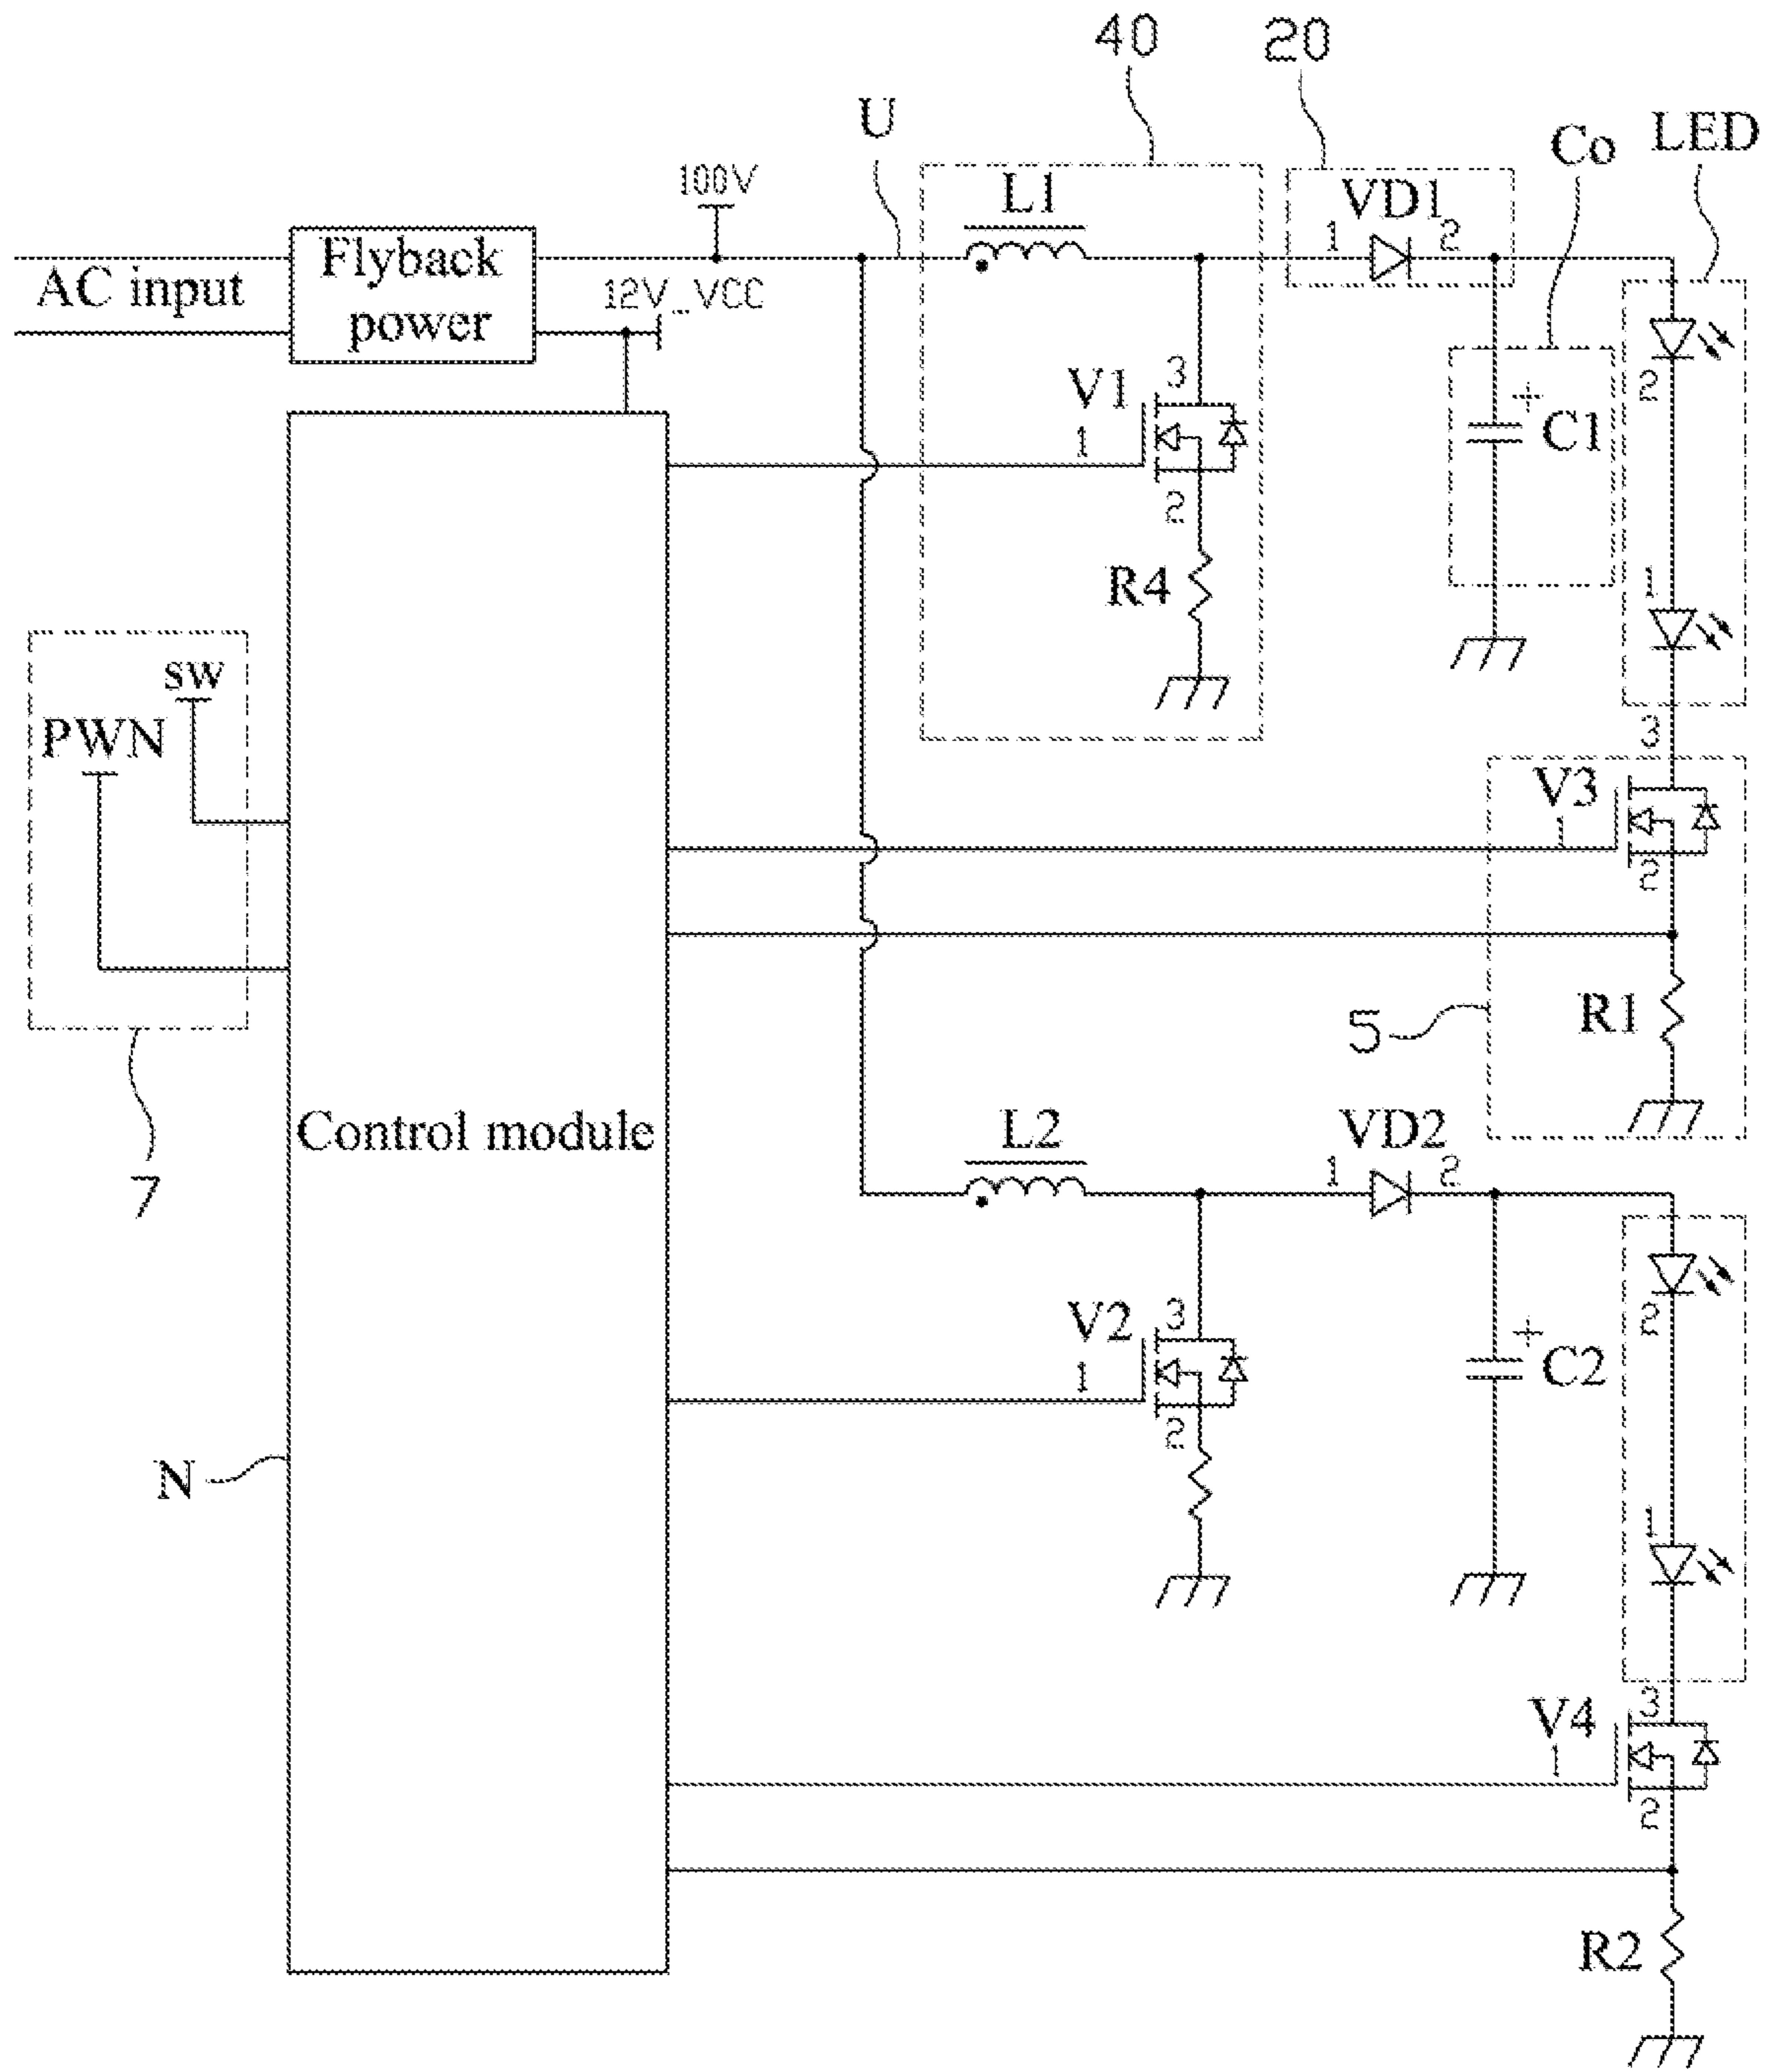 40
20
U
Co
LED
100V
L1
VD1
1
2
AC input
Flyback
power
12V_VCC
V1
3
1
2
2
+
C1
R4
1
sw
PWN
3
V3
1
2
5
R1
7
Control module
L2
VD2
1
2
V2
3
1
2
2
+
C2
N
1
3
V4
1
2
R2